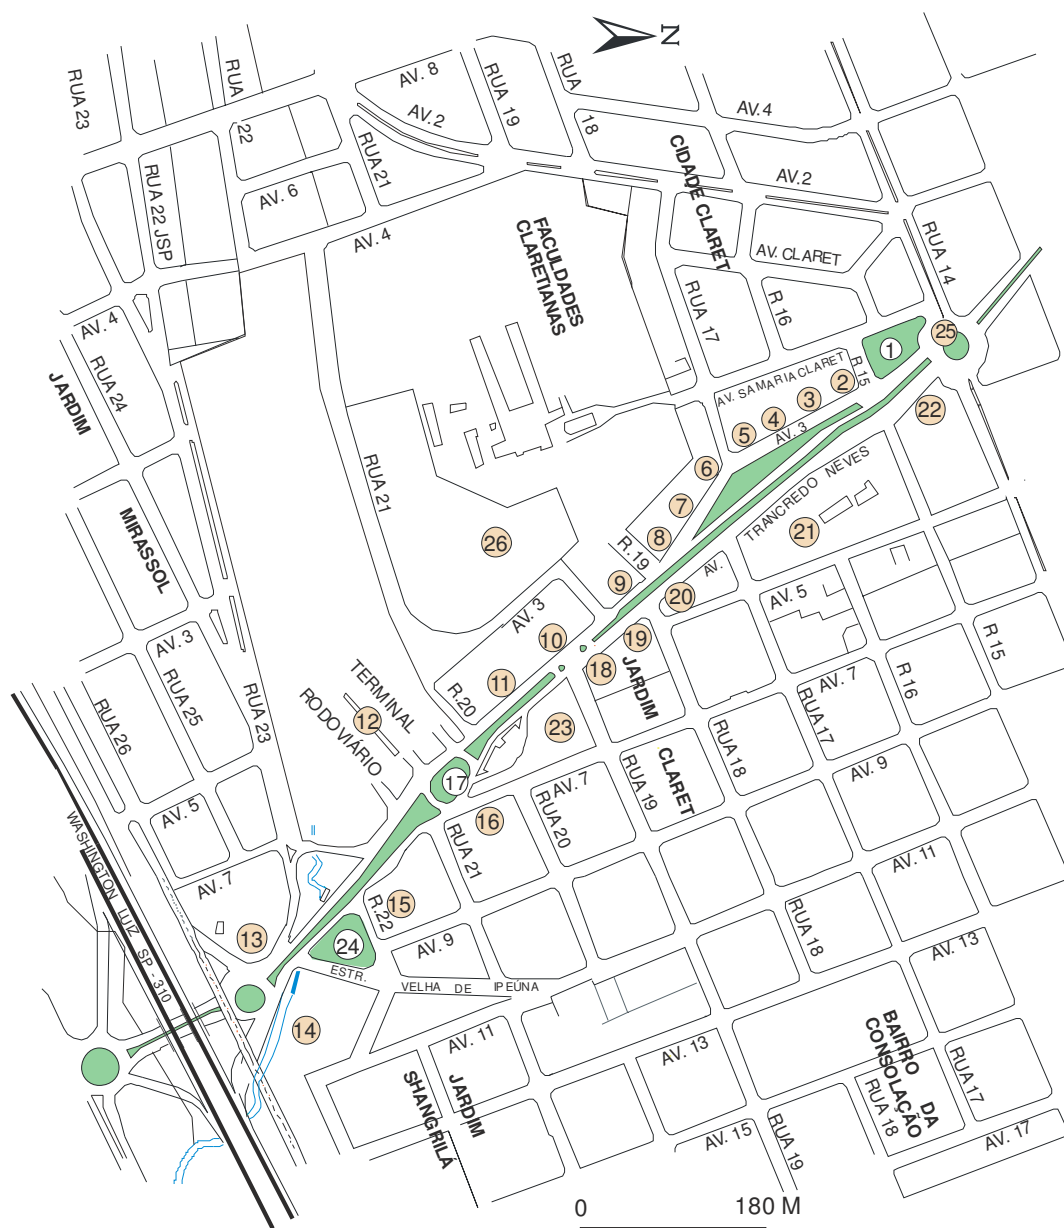 N
AV. 8
RUA 19
RUA
18
AV. 4
RUA 23
RUA
22
AV.2
RUA 21
RUA 22 JSP
AV. 6
AV. 4
CIDADE CLARET
AV.2
AV. CLARET
RUA 14
FACULDADES
CLARETIANAS
RUA 17
R 16
AV. 4
RUA 24
JARDIM
MIRASSOL
AV. SA MARIA CLARET
R 15
1
25
2
3
4
5
AV. 3
22
6
7
8
TRANCREDO NEVES
AV.
21
RUA 21
26
R. 19
9
20
AV. 5
AV. 3
10
19
18
JARDIM
CLARET
R 15
R 16
AV. 3
RUA 25
RUA 26
RUA 23
TERMINAL
RODOVIÁRIO
12
R.20
11
23
AV. 7
RUA17
RUA 18
17
AV. 7
RUA 19
AV. 9
AV. 5
16
RUA 20
RUA 21
AV. 11
WASHINGTON LUIZ SP - 310
AV. 7
13
15
R.22
24
AV. 9
RUA 18
AV. 13
ESTR.
VELHA DE IPEÚNA
14
AV. 11
AV. 13
BAIRRO
DA
CONSOLAÇÃO
RUA17
RUA 18
JARDIM
SHANGRILÁ
AV. 15
RUA 19
AV. 17
0
180 M